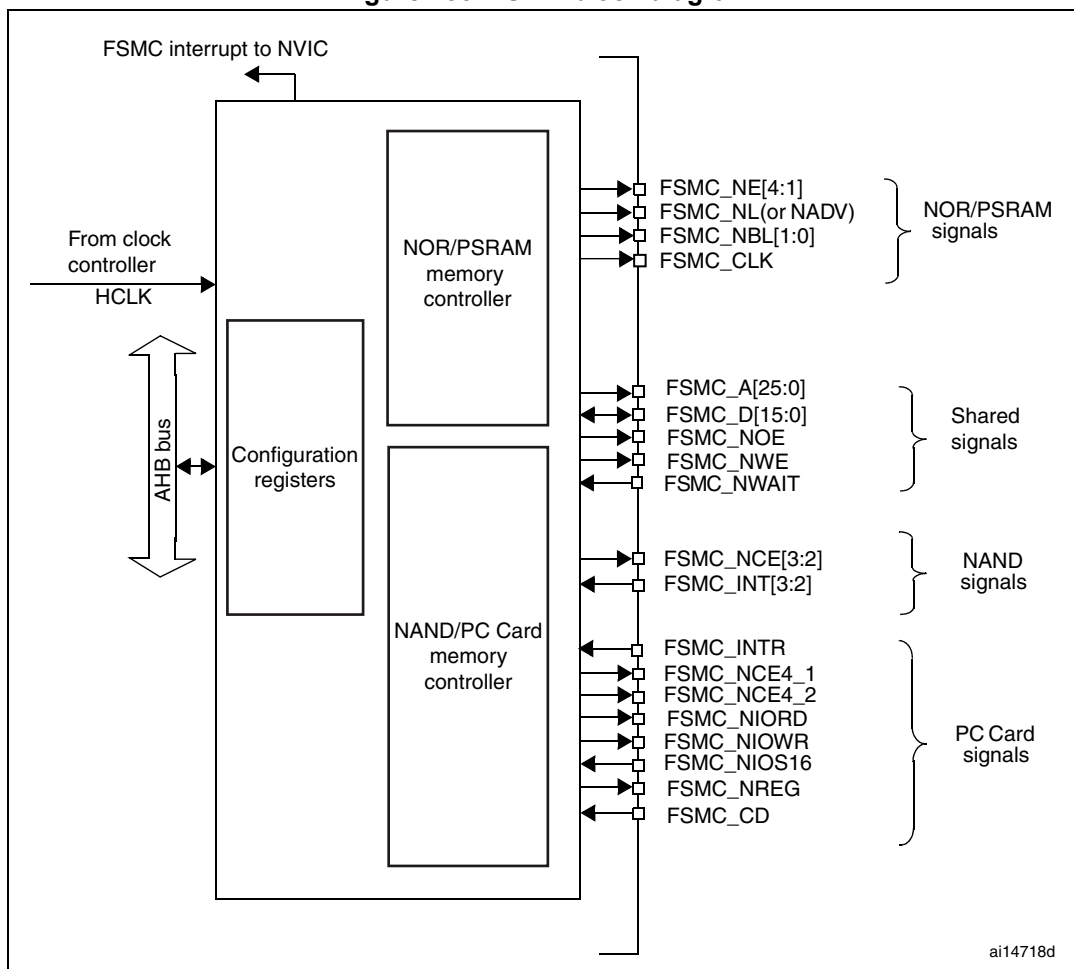 FSMC interrupt to NVIC
From clock
controller
HCLK
AHB bus
Configuration
registers
NOR/PSRAM
memory
controller
NAND/PC Card
memory
controller
FSMC_NE[4:1]
FSMC_NL(or NADV)
FSMC_NBL[1:0]
FSMC_CLK
NOR/PSRAM
signals
FSMC_A[25:0]
FSMC_D[15:0]
FSMC_NOE
FSMC_NWE
FSMC_NWAIT
Shared
signals
FSMC_NCE[3:2]
FSMC_INT[3:2]
NAND
signals
FSMC_INTR
FSMC_NCE4_1
FSMC_NCE4_2
FSMC_NIORD
FSMC_NIOWR
FSMC_NIOS16
FSMC_NREG
FSMC_CD
PC Card
signals
ai14718d